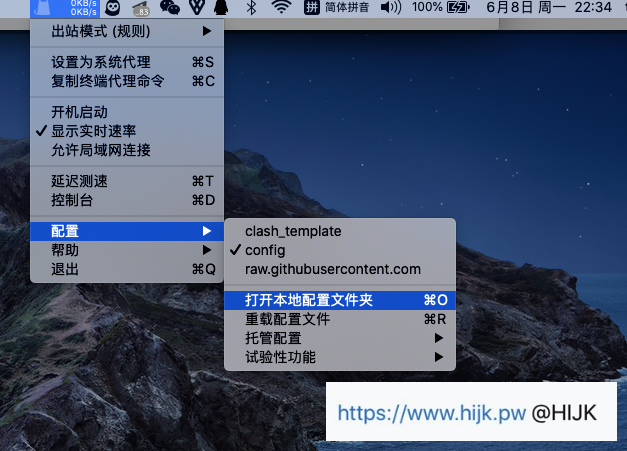 0KB/s
0KB/s
83
拼 简体拼音 100% 6月8日 周一 22:34
出站模式 (规则)
设置为系统代理 ⌘S
复制终端代理命令 ⌘C
开机启动
✓ 显示实时速率
允许局域网连接
延迟测速 ⌘T
控制台 ⌘D
配置
帮助
退出 ⌘Q
clash_template
✓ config
raw.githubusercontent.com
打开本地配置文件夹 ⌘O
重载配置文件 ⌘R
托管配置
试验性功能
https://www.hijk.pw @HIJK